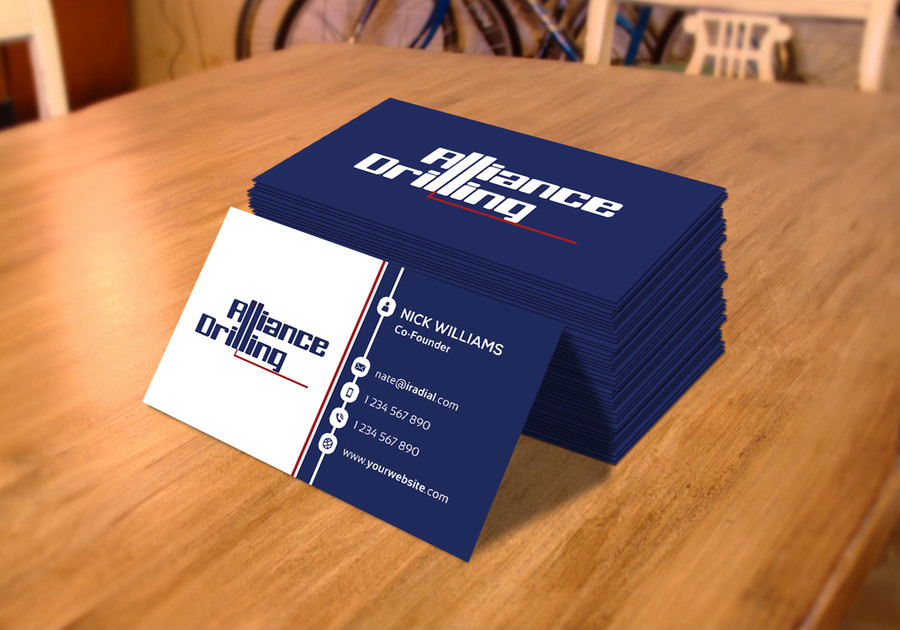 Alliance
Drilling
Alliance
Drilling
NICK WILLIAMS
Co-Founder
nate@iradial.com
1 234 567 890
1 234 567 890
www.yourwebsite.com